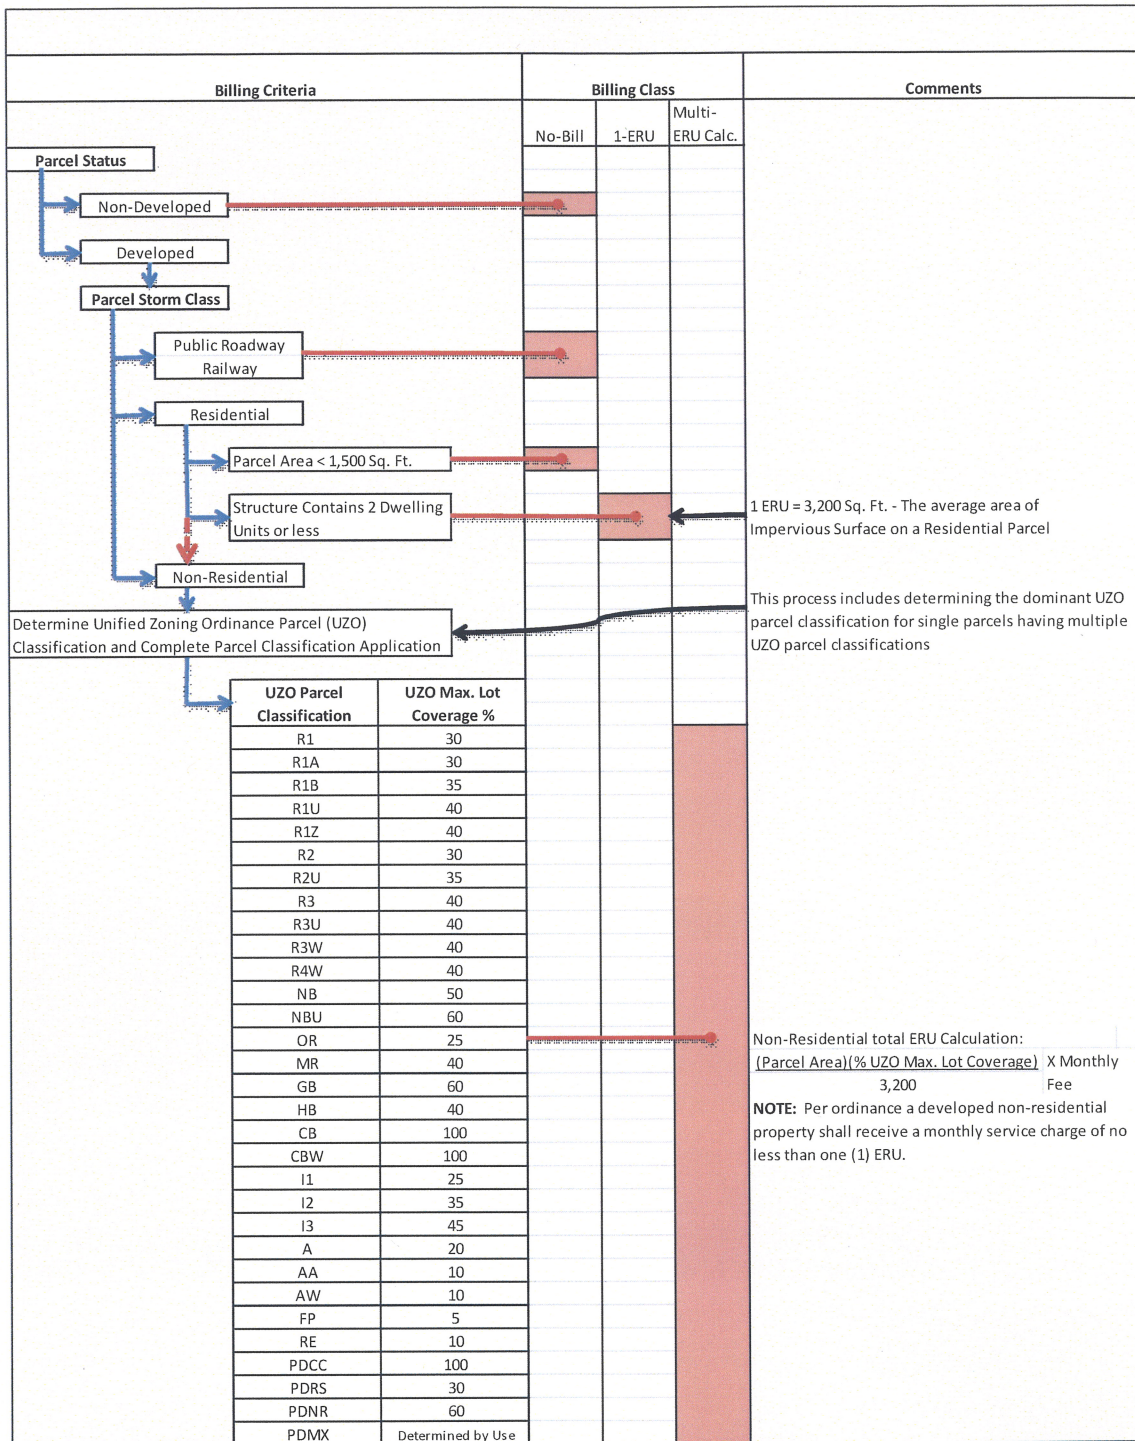 Billing Criteria
Billing Class
Comments
No-Bill
1-ERU
Multi-
ERU Calc.
Parcel Status
Non-Developed
Developed
Parcel Storm Class
Public Roadway
Railway
Residential
Parcel Area < 1,500 Sq. Ft.
Structure Contains 2 Dwelling
Units or less
1 ERU = 3,200 Sq. Ft. - The average area of
Impervious Surface on a Residential Parcel
Non-Residential
Determine Unified Zoning Ordinance Parcel (UZO)
Classification and Complete Parcel Classification Application
This process includes determining the dominant UZO
parcel classification for single parcels having multiple
UZO parcel classifications
UZO Parcel
Classification
UZO Max. Lot
Coverage %
R1 30
R1A 30
R1B 35
R1U 40
R1Z 40
R2 30
R2U 35
R3 40
R3U 40
R3W 40
R4W 40
NB 50
NBU 60
OR 25
MR 40
GB 60
HB 40
CB 100
CBW 100
I1 25
I2 35
I3 45
A 20
AA 10
AW 10
FP 5
RE 10
PDCC 100
PDRS 30
PDNR 60
PDMX Determined by Use
Non-Residential total ERU Calculation:
(Parcel Area)(% UZO Max. Lot Coverage) X Monthly
3,200 Fee
NOTE: Per ordinance a developed non-residential
property shall receive a monthly service charge of no
less than one (1) ERU.